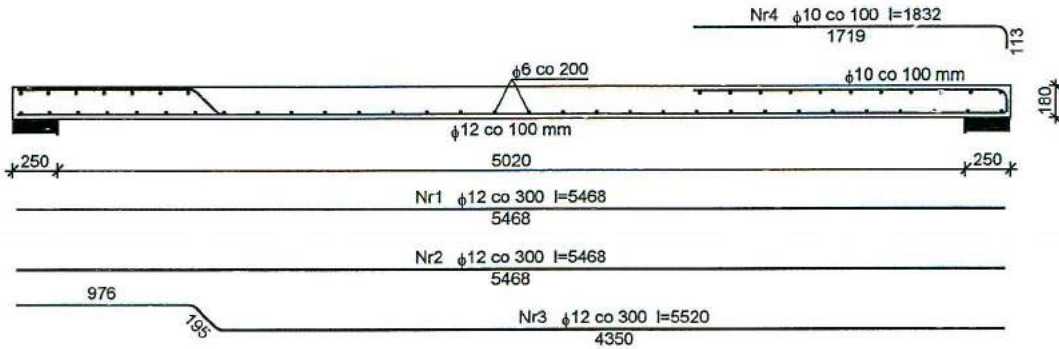 Nr4 ϕ10 co 100 l=1832
1719
113
ϕ6 co 200
ϕ10 co 100 mm
180
ϕ12 co 100 mm
250
5020
250
Nr1 ϕ12 co 300 l=5468
5468
Nr2 ϕ12 co 300 l=5468
5468
976
195
Nr3 ϕ12 co 300 l=5520
4350